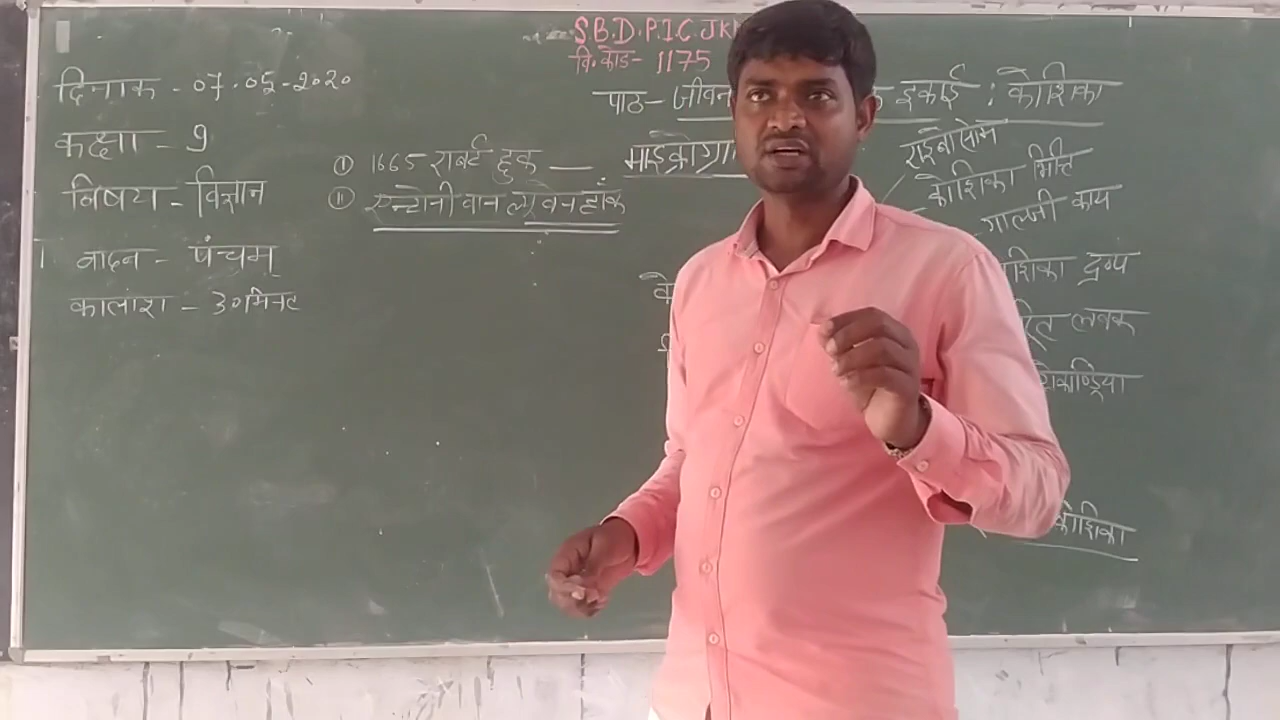 S.B.D.P.I.C. JK
वि. कोड- 1175
दिनाक - 07.05-2020
पाठ- जीवन इकाई : कोशिका
कक्षा - 9
विषय - विज्ञान
वादन - पंचम
कालांश - 30 मिनट
① 1665 राबर्ट हुक — माइक्रोग्रा
② एन्टोनी वान ल्यूवेनहॉक
राइबोसोम
कोशिका भित्ति
गाल्जी काय
शिका द्रव्य
रित लवक
कोशिका